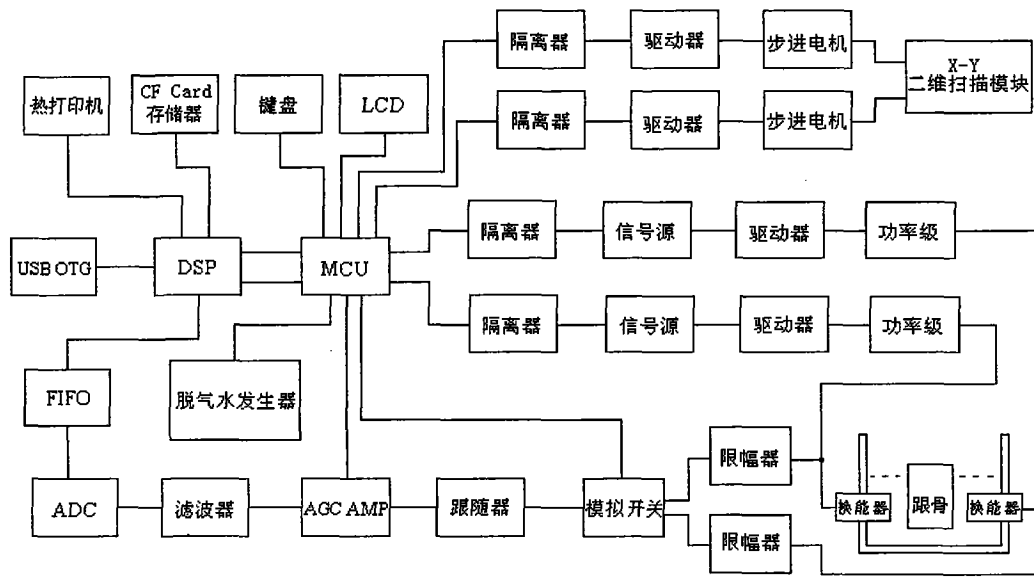 隔离器
驱动器
步进电机
X-Y
二维扫描模块
热打印机
CF Card
存储器
键盘
LCD
隔离器
驱动器
步进电机
隔离器
信号源
驱动器
功率级
USB OTG
DSP
MCU
隔离器
信号源
驱动器
功率级
FIFO
脱气水发生器
限幅器
ADC
滤波器
AGC AMP
跟随器
模拟开关
换能器
跟骨
换能器
限幅器